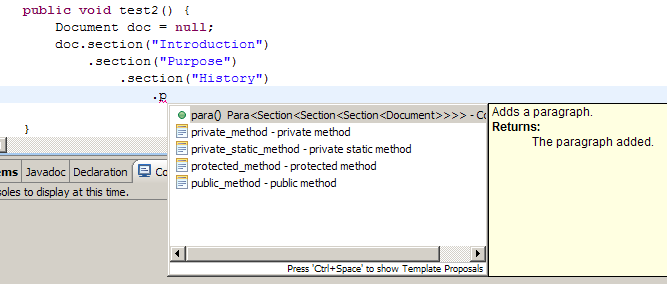 public void test2() {
Document doc = null;
doc.section("Introduction")
.section("Purpose")
.section("History")
.p
}
para() Para<Section<Section<Section<Document>>>> - Co
private_method - private method
private_static_method - private static method
protected_method - protected method
public_method - public method
Press 'Ctrl+Space' to show Template Proposals
Adds a paragraph.
Returns:
The paragraph added.
ems Javadoc Declaration Co
soles to display at this time.